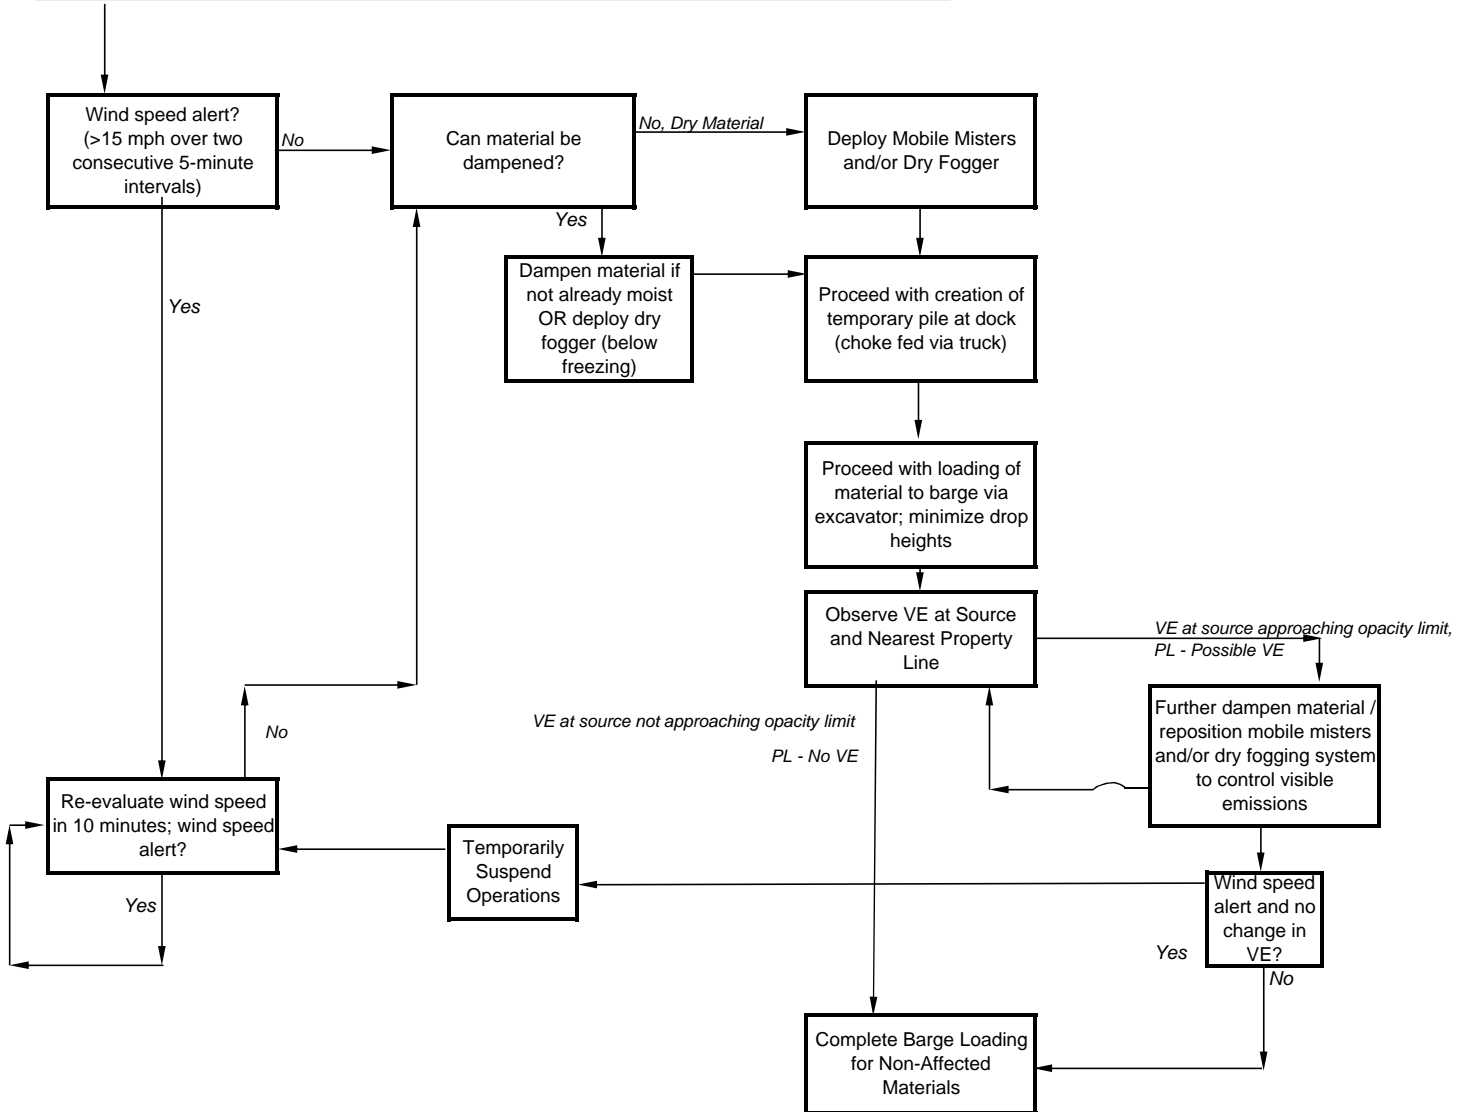 Wind speed alert?
(>15 mph over two
consecutive 5-minute
intervals)
No
Can material be
dampened?
No, Dry Material
Deploy Mobile Misters
and/or Dry Fogger
Yes
Yes
Dampen material if
not already moist
OR deploy dry
fogger (below
freezing)
Proceed with creation of
temporary pile at dock
(choke fed via truck)
Proceed with loading of
material to barge via
excavator; minimize drop
heights
Observe VE at Source
and Nearest Property
Line
VE at source approaching opacity limit,
PL - Possible VE
VE at source not approaching opacity limit
PL - No VE
Further dampen material /
reposition mobile misters
and/or dry fogging system
to control visible
emissions
No
Re-evaluate wind speed
in 10 minutes; wind speed
alert?
Yes
Temporarily
Suspend
Operations
Wind speed
alert and no
change in
VE?
Yes
No
Complete Barge Loading
for Non-Affected
Materials